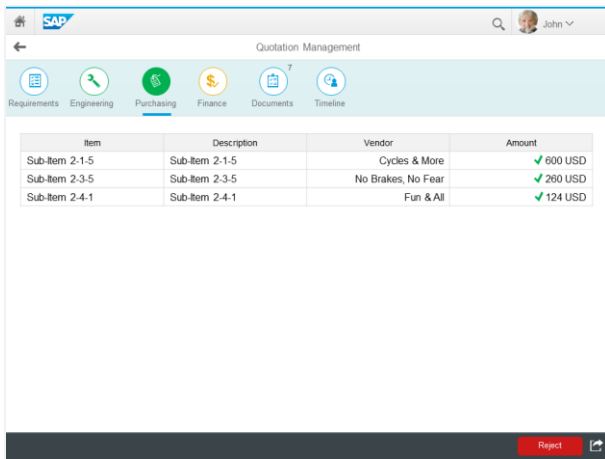 SAP
John
Quotation Management
7
Requirements Engineering Purchasing Finance Documents Timeline
Item Description Vendor Amount
Sub-Item 2-1-5 Sub-Item 2-1-5 Cycles & More 600 USD
Sub-Item 2-3-5 Sub-Item 2-3-5 No Brakes, No Fear 260 USD
Sub-Item 2-4-1 Sub-Item 2-4-1 Fun & All 124 USD
Reject